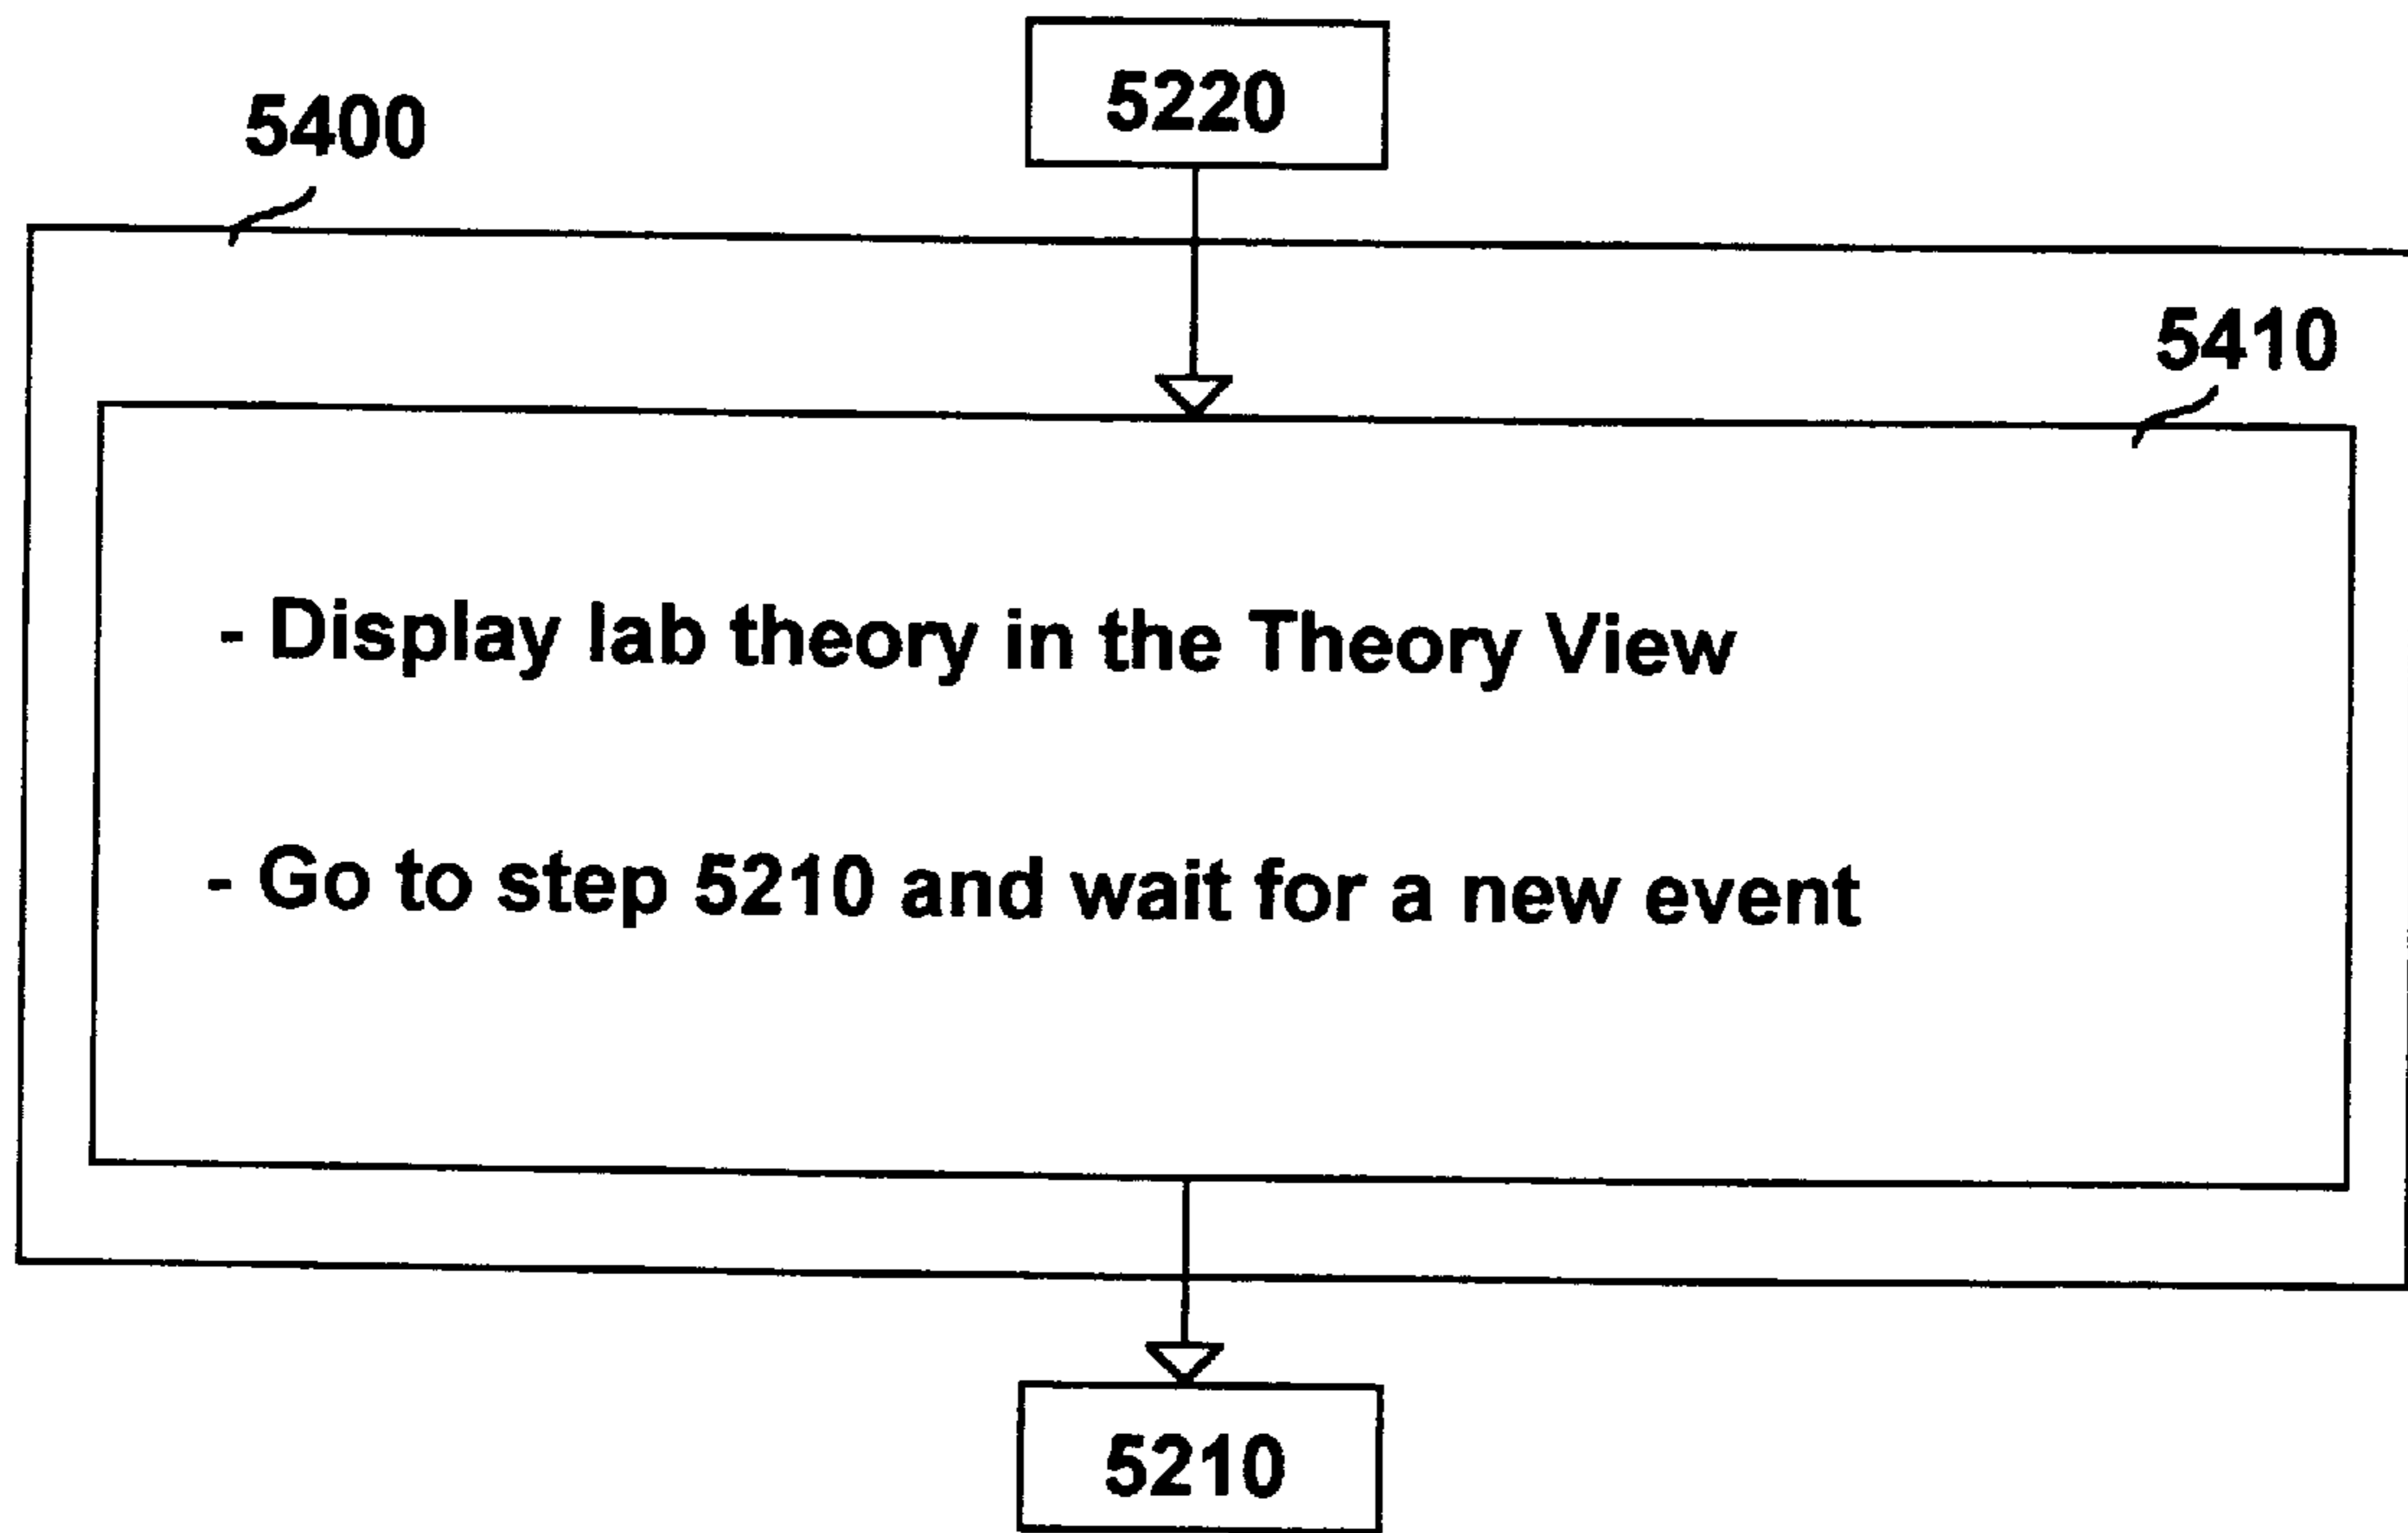 5220
5400
5410
- Display lab theory in the Theory View
- Go to step 5210 and wait for a new event
5210